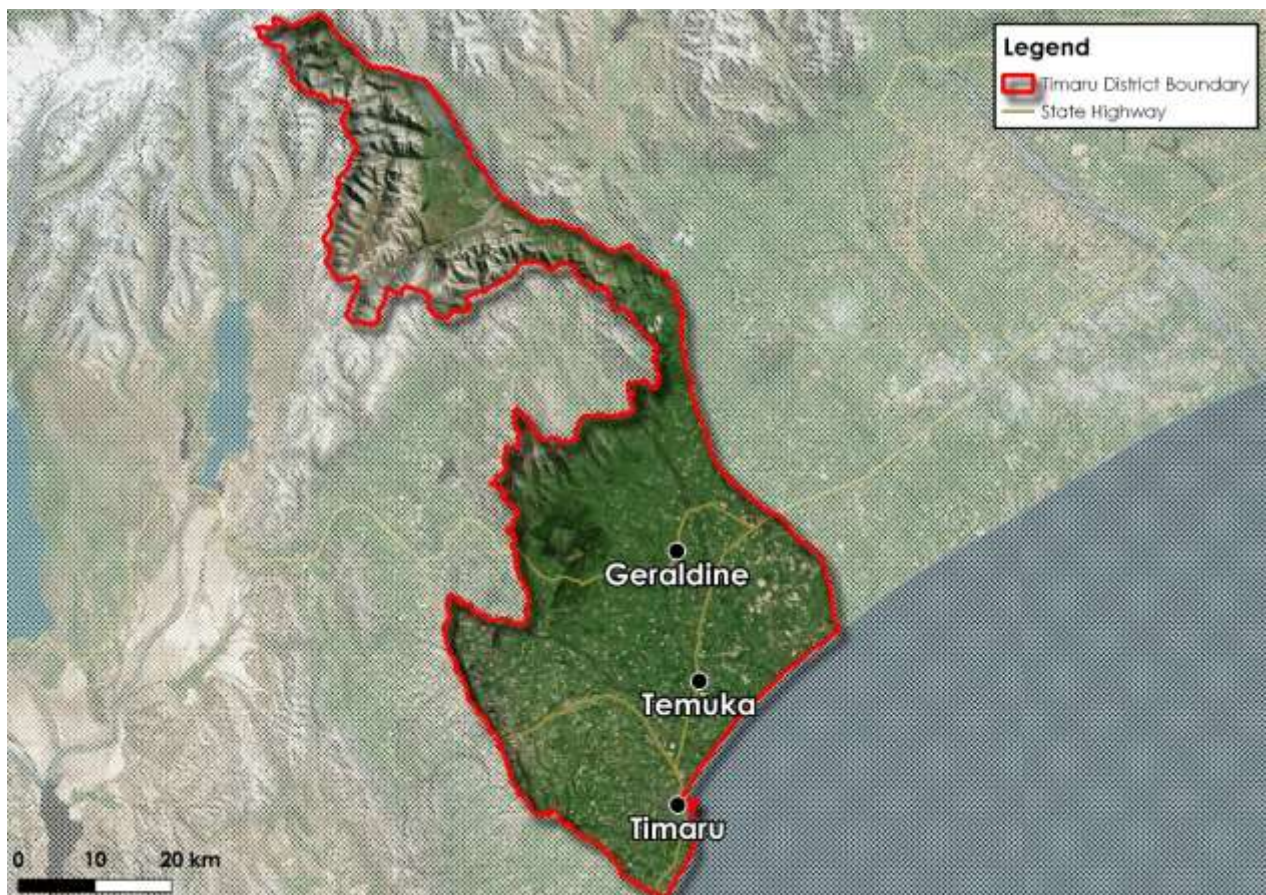 Legend
Timaru District Boundary
State Highway
Geraldine
Temuka
Timaru
0 10 20 km